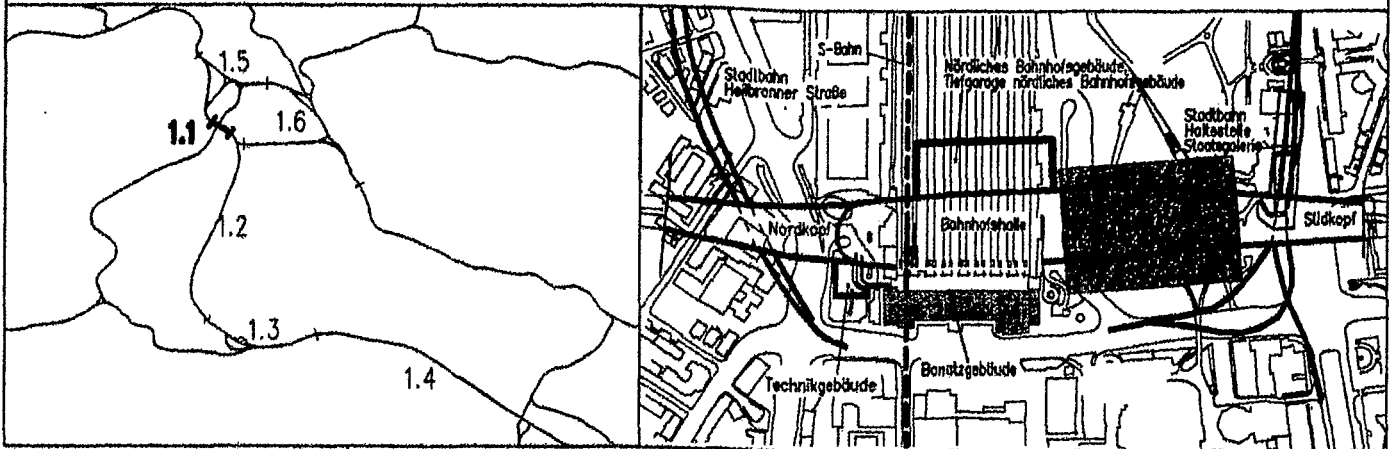 1.5
1.6
1.1
1.2
1.3
1.4
S-Bahn
Stadtbahn
Heilbronner Straße
Nördliches Bahnhofsgebäude,
Tiefgarage nördliches Bahnhofsgebäude
Stadtbahn
Haltestelle
Staatsgalerie
Nordkopf
Bahnhofshalle
Südkopf
Technikgebäude
Bonatzgebäude